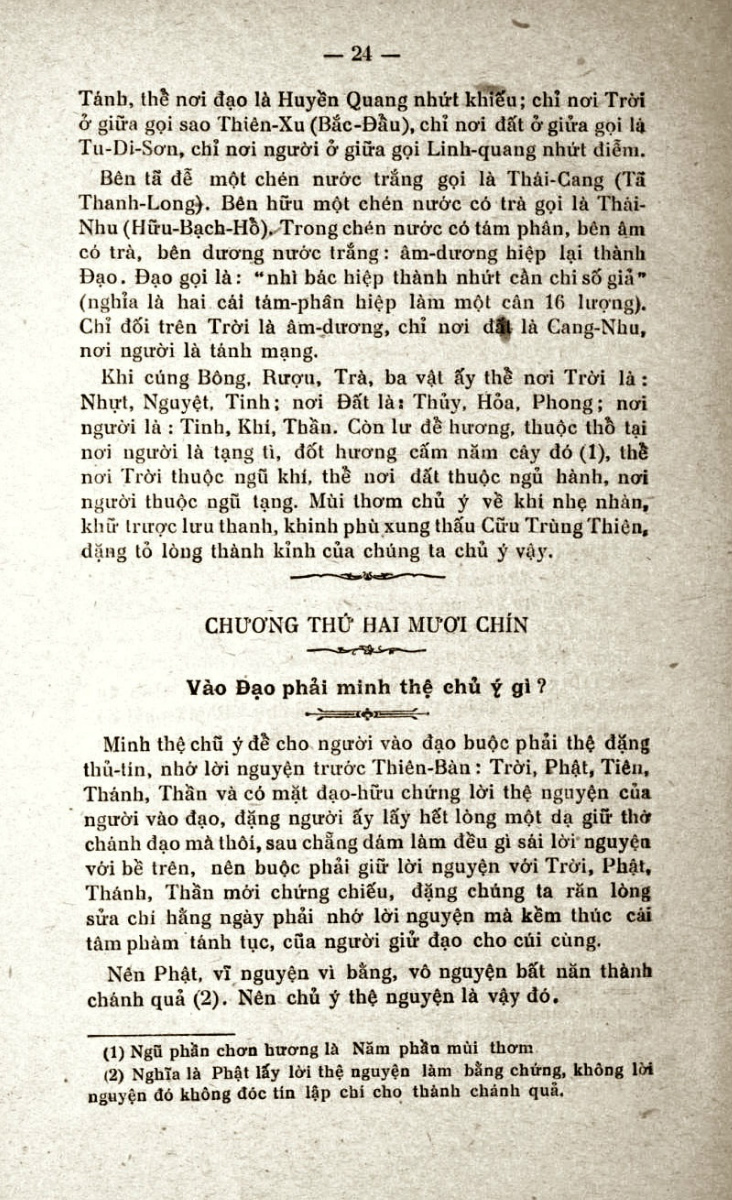 — 24 —
Tánh, thể nơi đạo là Huyền Quang nhứt khiếu; chỉ nơi Trời
ở giữa gọi sao Thiên-Xu (Bắc-Đẩu), chỉ nơi đất ở giửa gọi là
Tu-Di-Sơn, chỉ nơi người ở giữa gọi Linh-quang nhứt điểm.
Bên tã để một chén nước trắng gọi là Thái-Cang (Tã
Thanh-Long). Bên hữu một chén nước có trà gọi là Thái-
Nhu (Hữu-Bạch-Hổ). Trong chén nước có tám phân, bên âm
có trà, bên dương nước trắng : âm-dương hiệp lại thành
Đạo. Đạo gọi là : “nhì bác hiệp thành nhứt cần chi số giả”
(nghĩa là hai cái tám-phân hiệp làm một cân 16 lượng).
Chỉ đối trên Trời là âm-dương, chỉ nơi đất là Cang-Nhu,
nơi người là tánh mạng.
Khi cúng Bông, Rượu, Trà, ba vật ấy thể nơi Trời là :
Nhựt, Nguyệt, Tinh ; nơi Đất là : Thủy, Hỏa, Phong ; nơi
người là : Tinh, Khí, Thần. Còn lư để hương, thuộc thổ tại
nơi người là tạng tì, đốt hương cấm năm cây đó (1), thể
nơi Trời thuộc ngũ khí, thể nơi đất thuộc ngủ hành, nơi
người thuộc ngũ tạng. Mùi thơm chủ ý về khí nhẹ nhàn,
khữ trược lưu thanh, khinh phù xung thấu Cữu Trùng Thiên,
đặng tỏ lòng thành kỉnh của chúng ta chủ ý vậy.
CHƯƠNG THỨ HAI MƯƠI CHÍN
Vào Đạo phải minh thệ chủ ý gì ?
Minh thệ chũ ý để cho người vào đạo buộc phải thệ đặng
thủ-tín, nhớ lời nguyện trước Thiên-Bàn : Trời, Phật, Tiên,
Thánh, Thần và có mặt đạo-hữu chứng lời thệ nguyện của
người vào đạo, đặng người ấy lấy hết lòng một dạ giữ thờ
chánh đạo mà thôi, sau chẳng dám làm đều gì sái lời nguyện
với bề trên, nên buộc phải giữ lời nguyện với Trời, Phật,
Thánh, Thần mới chứng chiếu, đặng chúng ta răn lòng
sửa chí hằng ngày phải nhớ lời nguyện mà kềm thúc cái
tâm phàm tánh tục, cũa người giử đạo cho cúi cùng.
Nến Phật, vĩ nguyện vì bằng, vô nguyện bất năn thành
chánh quả (2). Nên chủ ý thệ nguyện là vậy đó.
(1) Ngũ phần chơn hương là Năm phần mùi thơm
(2) Nghĩa là Phật lấy lời thệ nguyện làm bằng chứng, không lời
nguyện đó không đóc tín lập chí cho thành chánh quả.